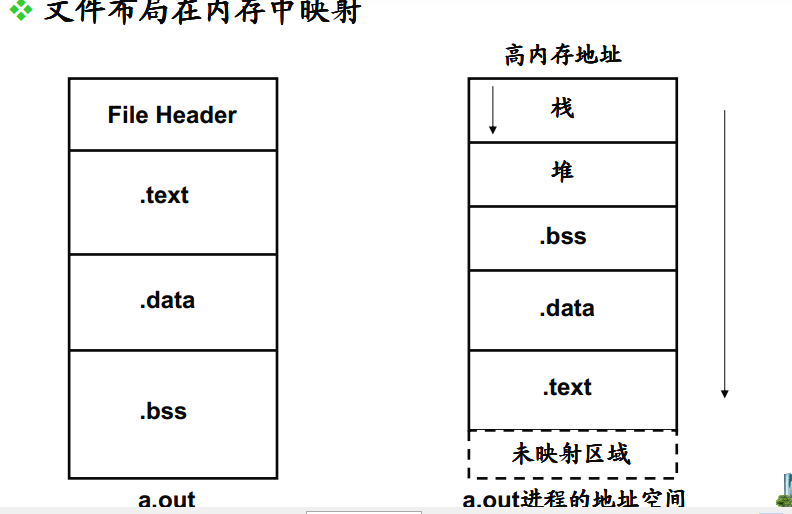 文件布局在内存中映射
File Header
.text
.data
.bss
a.out
高内存地址
栈
堆
.bss
.data
.text
未映射区域
a.out进程的地址空间